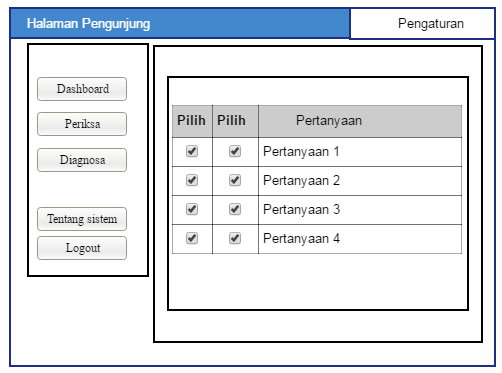 Halaman Pengunjung
Pengaturan
Dashboard
Periksa
Diagnosa
Tentang sistem
Logout
Pilih Pilih Pertanyaan
Pertanyaan 1
Pertanyaan 2
Pertanyaan 3
Pertanyaan 4